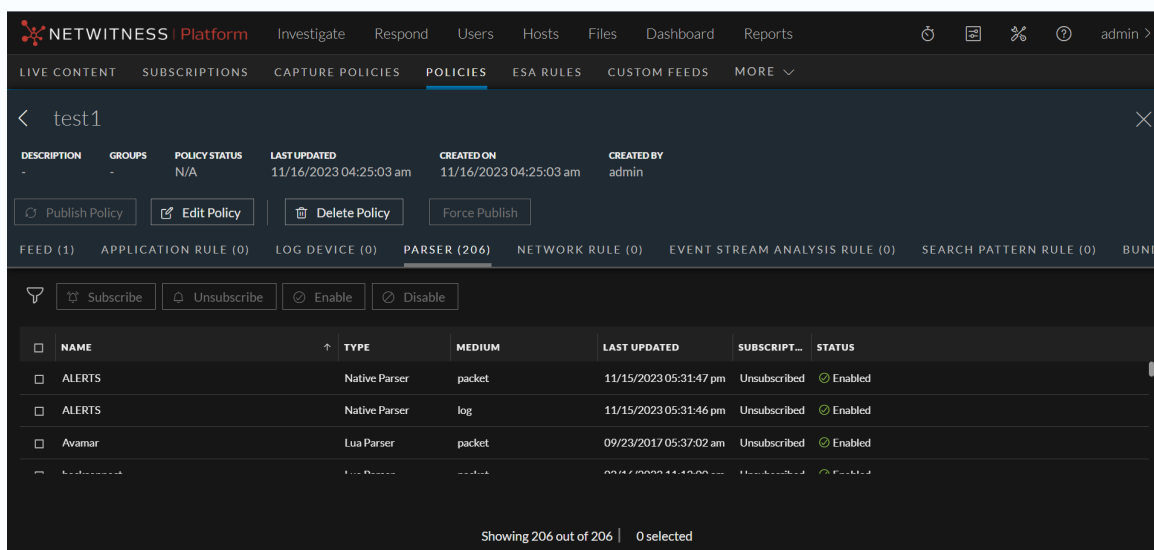 NETWITNESS | Platform Investigate Respond Users Hosts Files Dashboard Reports admin >
LIVE CONTENT SUBSCRIPTIONS CAPTURE POLICIES POLICIES ESA RULES CUSTOM FEEDS MORE
test1
DESCRIPTION GROUPS POLICY STATUS LAST UPDATED CREATED ON CREATED BY
- - N/A 11/16/2023 04:25:03 am 11/16/2023 04:25:03 am admin
Publish Policy Edit Policy Delete Policy Force Publish
FEED (1) APPLICATION RULE (0) LOG DEVICE (0) PARSER (206) NETWORK RULE (0) EVENT STREAM ANALYSIS RULE (0) SEARCH PATTERN RULE (0) BUN
Subscribe Unsubscribe Enable Disable
NAME ↑ TYPE MEDIUM LAST UPDATED SUBSCRIPT... STATUS
ALERTS Native Parser packet 11/15/2023 05:31:47 pm Unsubscribed Enabled
ALERTS Native Parser log 11/15/2023 05:31:46 pm Unsubscribed Enabled
Avamar Lua Parser packet 09/23/2017 05:37:02 am Unsubscribed Enabled
Showing 206 out of 206 | 0 selected